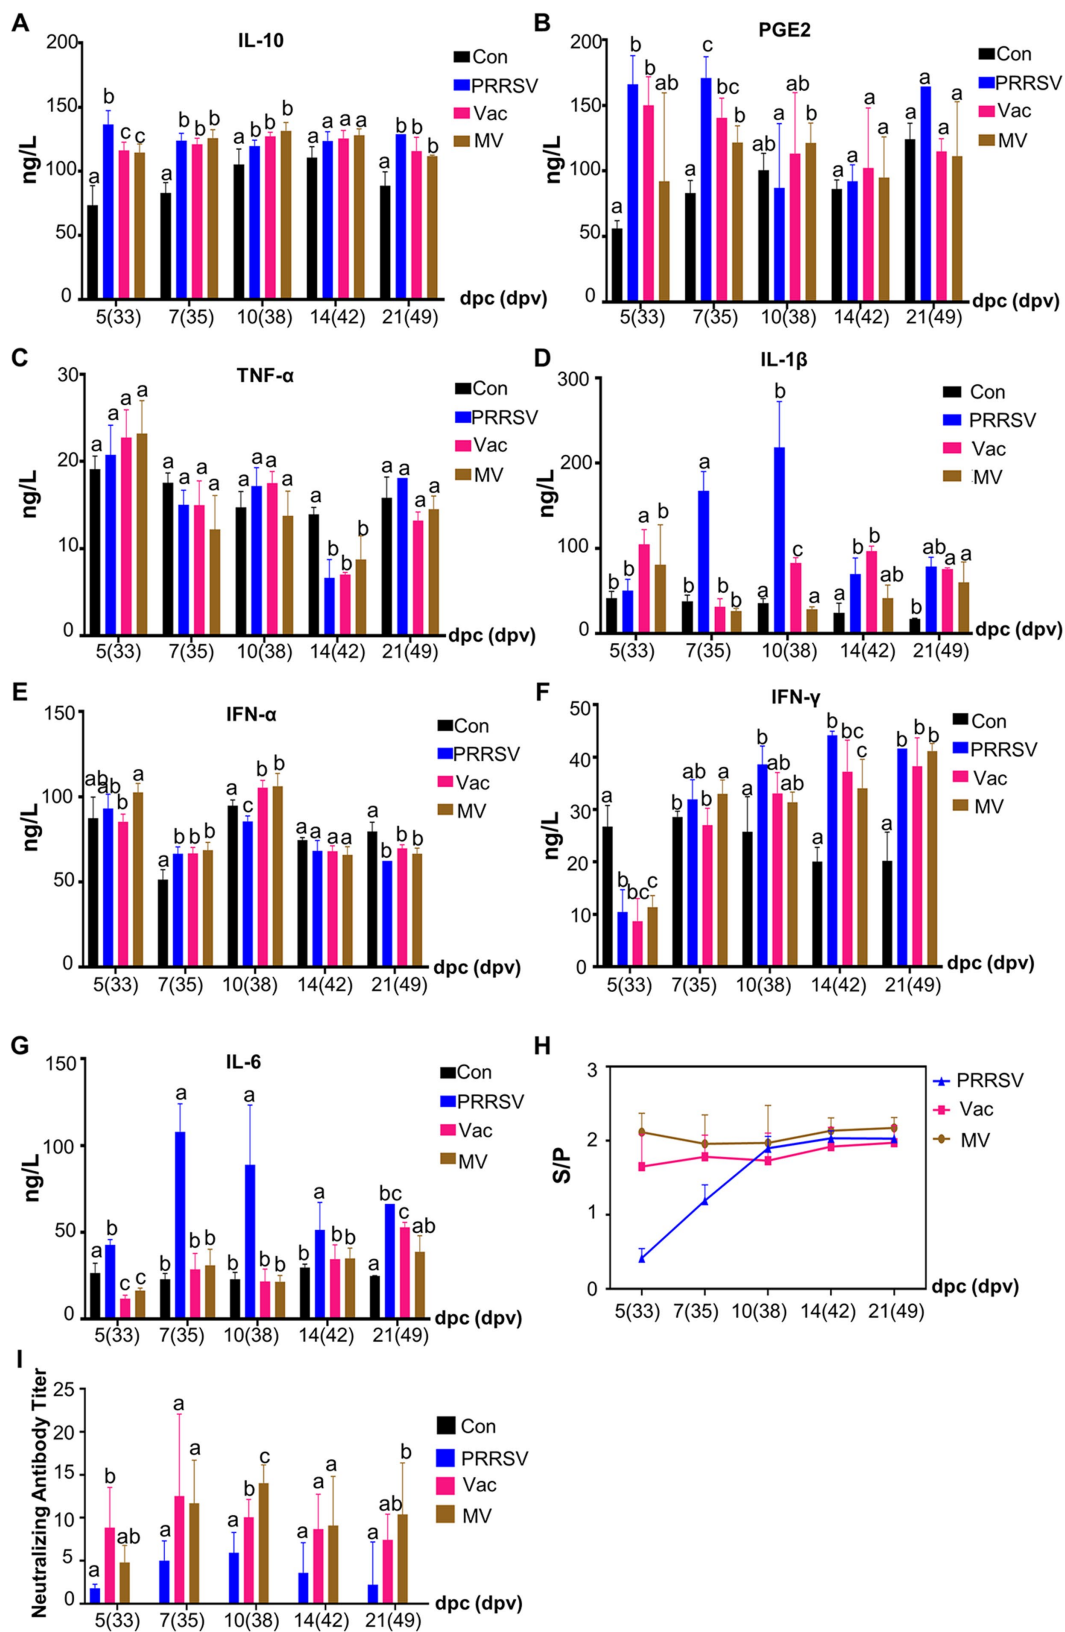 A
IL-10
200
150
100
50
0
ng/L
a b c c
a b b b
a b b b
a a a a
a b b b
5(33) 7(35) 10(38) 14(42) 21(49)
dpc (dpv)
Con
PRRSV
Vac
MV
B
PGE2
200
150
100
50
0
ng/L
a b b ab
a c bc b
ab a ab b
a a a a
a a a a
5(33) 7(35) 10(38) 14(42) 21(49)
dpc (dpv)
Con
PRRSV
Vac
MV
C
TNF-α
30
20
10
0
ng/L
a a a a
a a a a
a a a a
a b b b
a a a a
5(33) 7(35) 10(38) 14(42) 21(49)
dpc (dpv)
Con
PRRSV
Vac
MV
D
IL-1β
300
200
100
0
ng/L
b b a b
b a b b
a b c a
a b b ab
b ab a a
5(33) 7(35) 10(38) 14(42) 21(49)
dpc (dpv)
Con
PRRSV
Vac
MV
E
IFN-α
150
100
50
0
ng/L
ab ab b a
a b b b
a c b b
a a a a
a b b b
5(33) 7(35) 10(38) 14(42) 21(49)
dpc (dpv)
Con
PRRSV
Vac
MV
F
IFN-γ
50
40
30
20
10
0
ng/L
a b bc c
b ab b a
a b ab ab
a b bc c
a b b b
5(33) 7(35) 10(38) 14(42) 21(49)
dpc (dpv)
Con
PRRSV
Vac
MV
G
IL-6
150
100
50
0
ng/L
a b c c
b a b b
b a b b
b a b b
a bc c ab
5(33) 7(35) 10(38) 14(42) 21(49)
dpc (dpv)
Con
PRRSV
Vac
MV
H
3
2
1
0
S/P
5(33) 7(35) 10(38) 14(42) 21(49)
dpc (dpv)
PRRSV
Vac
MV
I
25
20
15
10
5
0
Neutralizing Antibody Titer
a b ab
a a a
a b c
a a a
a ab b
5(33) 7(35) 10(38) 14(42) 21(49)
dpc (dpv)
Con
PRRSV
Vac
MV